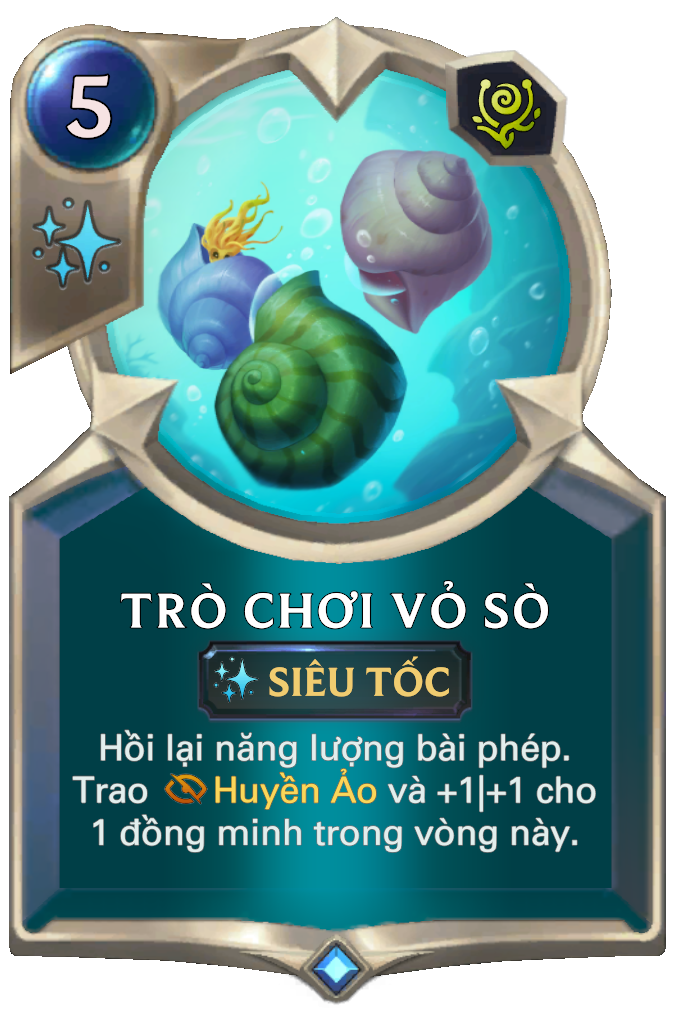 5
TRÒ CHƠI VỎ SÒ
SIÊU TỐC
Hồi lại năng lượng bài phép.
Trao Huyền Ảo và +1|+1 cho
1 đồng minh trong vòng này.